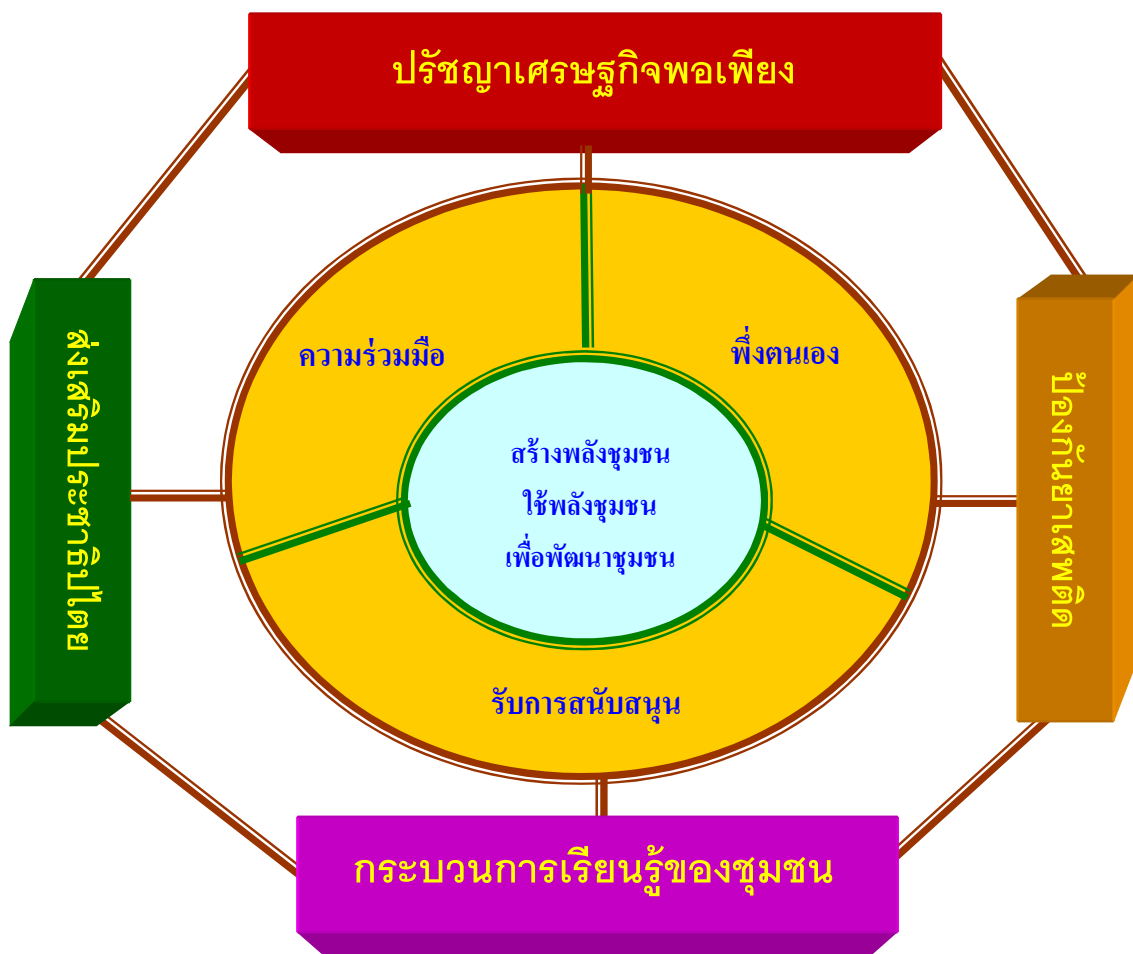 ปรัชญาเศรษฐกิจพอเพียง
ส่งเสริมประชาธิปไตย
ความร่วมมือ
พึ่งตนเอง
ป้องกันยาเสพติด
สร้างพลังชุมชน
ใช้พลังชุมชน
เพื่อพัฒนาชุมชน
รับการสนับสนุน
กระบวนการเรียนรู้ของชุมชน